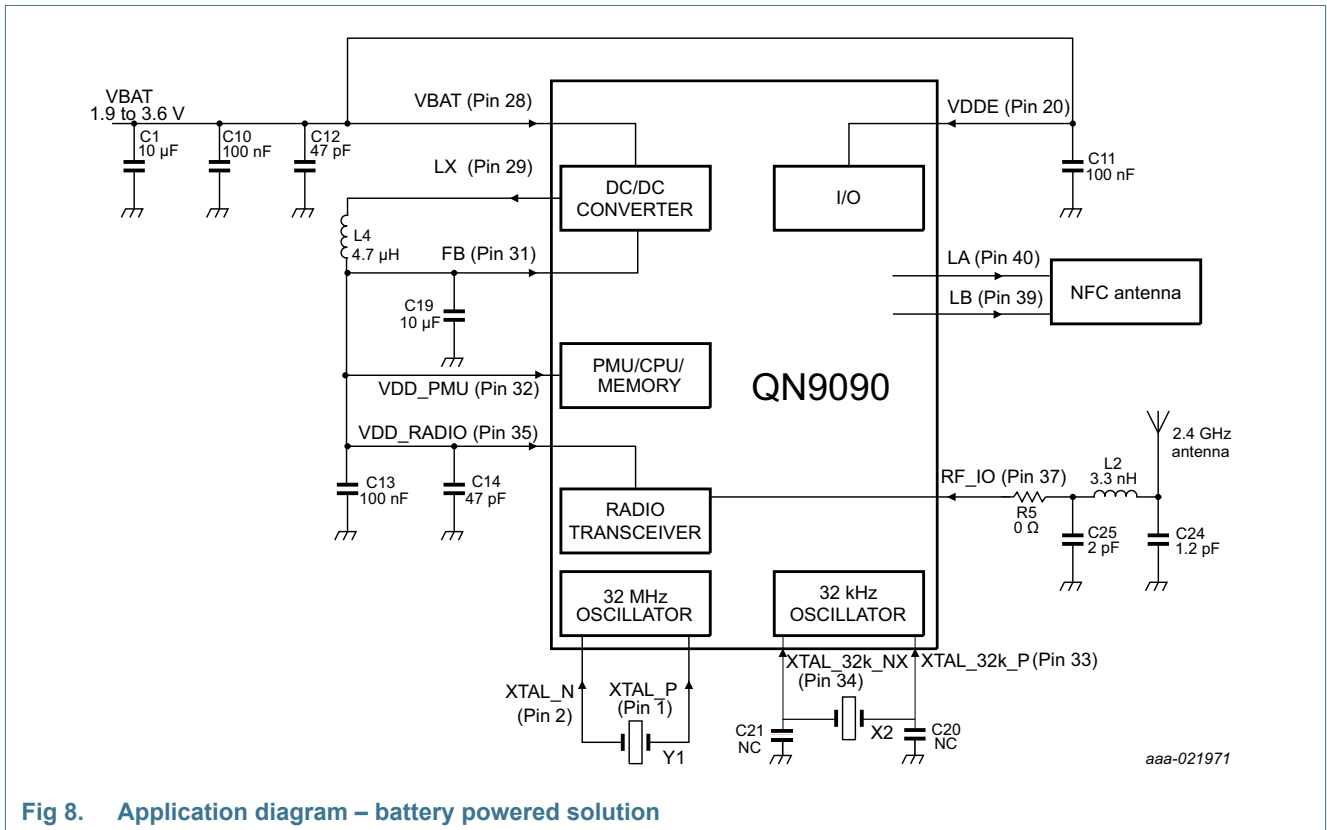 VBAT
1.9 to 3.6 V
C1
10 µF
C10
100 nF
C12
47 pF
VBAT (Pin 28)
VDDE (Pin 20)
C11
100 nF
LX (Pin 29)
DC/DC
CONVERTER
I/O
L4
4.7 µH
FB (Pin 31)
C19
10 µF
LA (Pin 40)
LB (Pin 39)
NFC antenna
PMU/CPU/
MEMORY
VDD_PMU (Pin 32)
QN9090
VDD_RADIO (Pin 35)
C13
100 nF
C14
47 pF
RADIO
TRANSCEIVER
RF_IO (Pin 37)
R5
0 Ω
L2
3.3 nH
2.4 GHz
antenna
C25
2 pF
C24
1.2 pF
32 MHz
OSCILLATOR
32 kHz
OSCILLATOR
XTAL_N
(Pin 2)
XTAL_P
(Pin 1)
Y1
XTAL_32k_NX
(Pin 34)
XTAL_32k_P (Pin 33)
C21
NC
X2
C20
NC
aaa-021971
Fig 8. Application diagram – battery powered solution